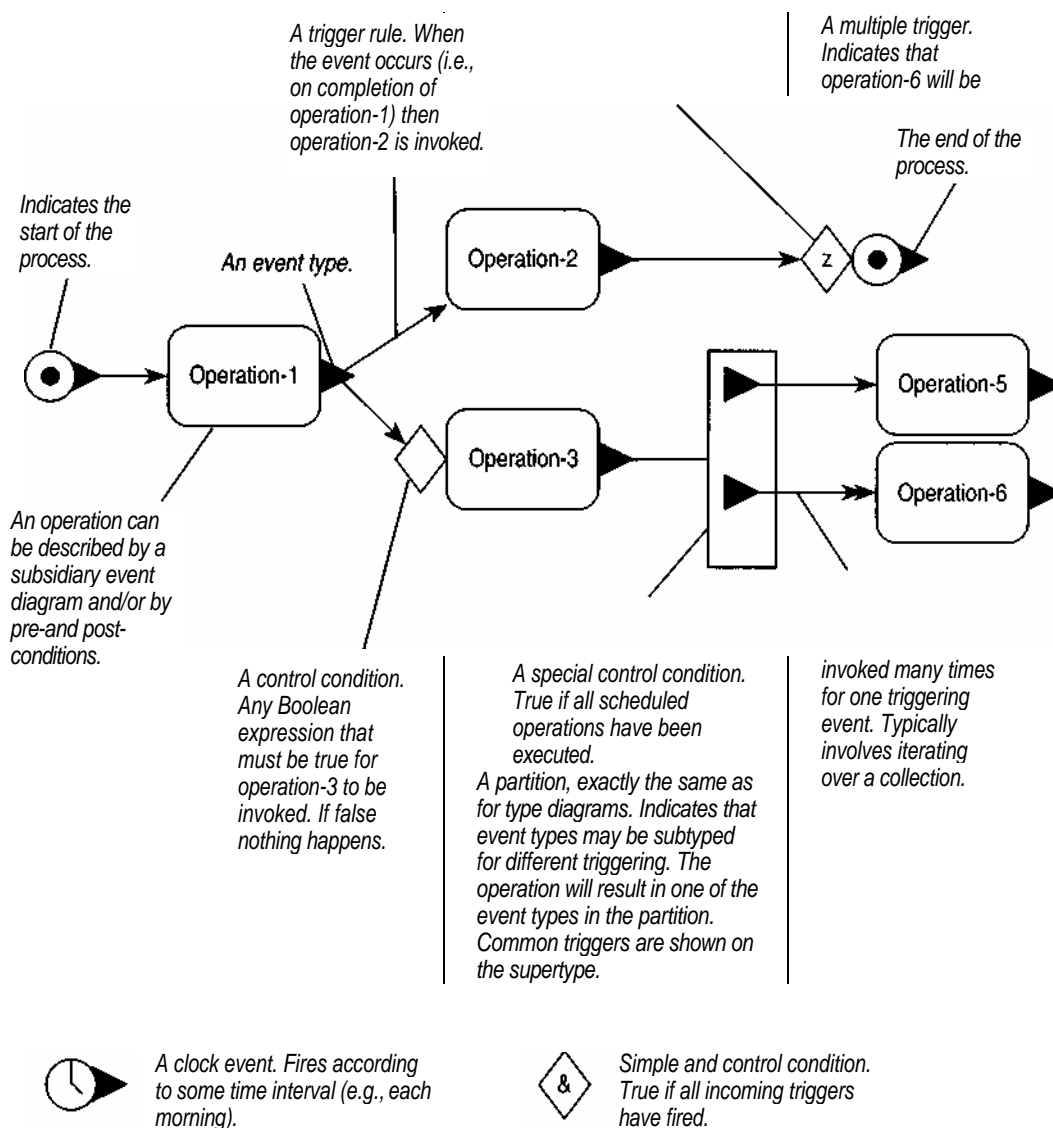 A trigger rule. When
the event occurs (i.e.,
on completion of
operation-1) then
operation-2 is invoked.
A multiple trigger.
Indicates that
operation-6 will be
The end of the
process.
Indicates the
start of the
process.
An event type.
Operation-2
z
Operation-1
Operation-5
Operation-3
Operation-6
An operation can
be described by a
subsidiary event
diagram and/or by
pre-and post-
conditions.
A control condition.
Any Boolean
expression that
must be true for
operation-3 to be
invoked. If false
nothing happens.
A special control condition.
True if all scheduled
operations have been
executed.
A partition, exactly the same as
for type diagrams. Indicates that
event types may be subtyped
for different triggering. The
operation will result in one of the
event types in the partition.
Common triggers are shown on
the supertype.
invoked many times
for one triggering
event. Typically
involves iterating
over a collection.
A clock event. Fires according
to some time interval (e.g., each
morning).
&
Simple and control condition.
True if all incoming triggers
have fired.